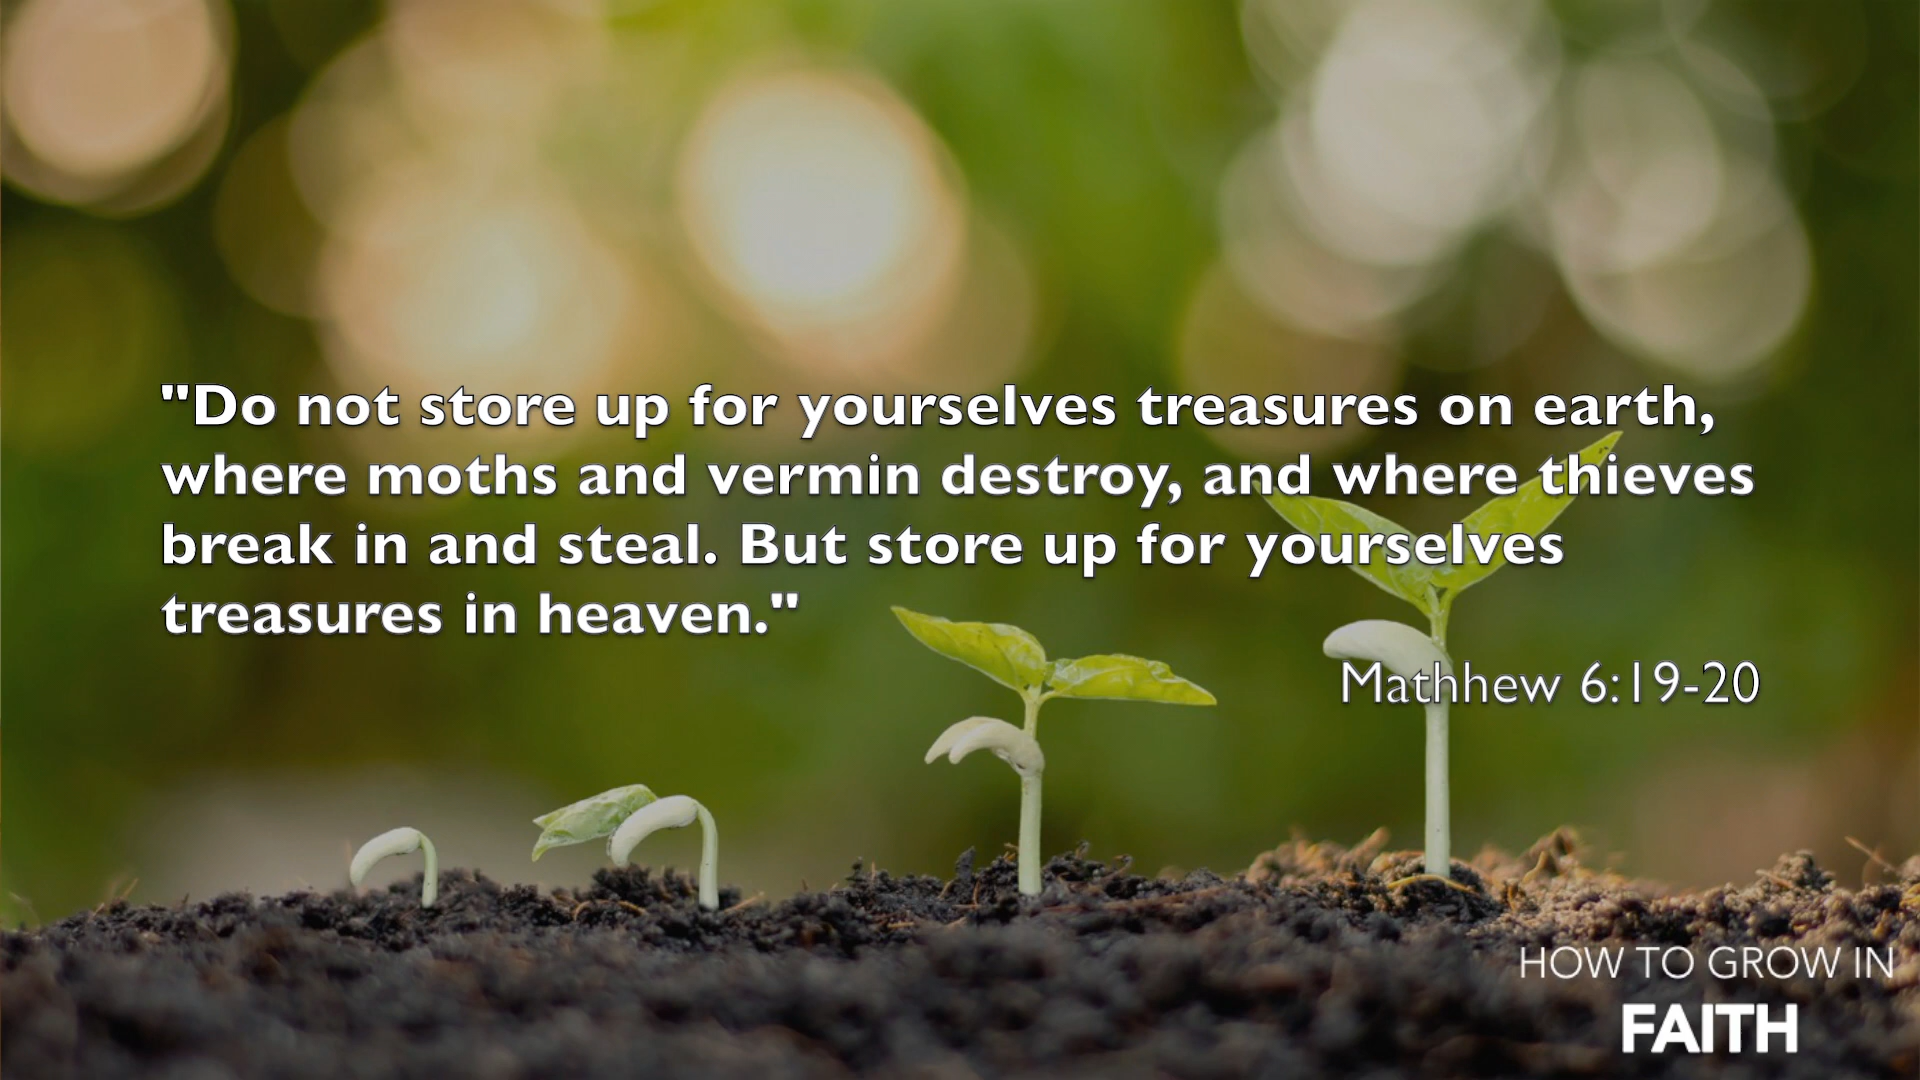 "Do not store up for yourselves treasures on earth,
where moths and vermin destroy, and where thieves
break in and steal. But store up for yourselves
treasures in heaven."
Mathhew 6:19-20
HOW TO GROW IN
FAITH